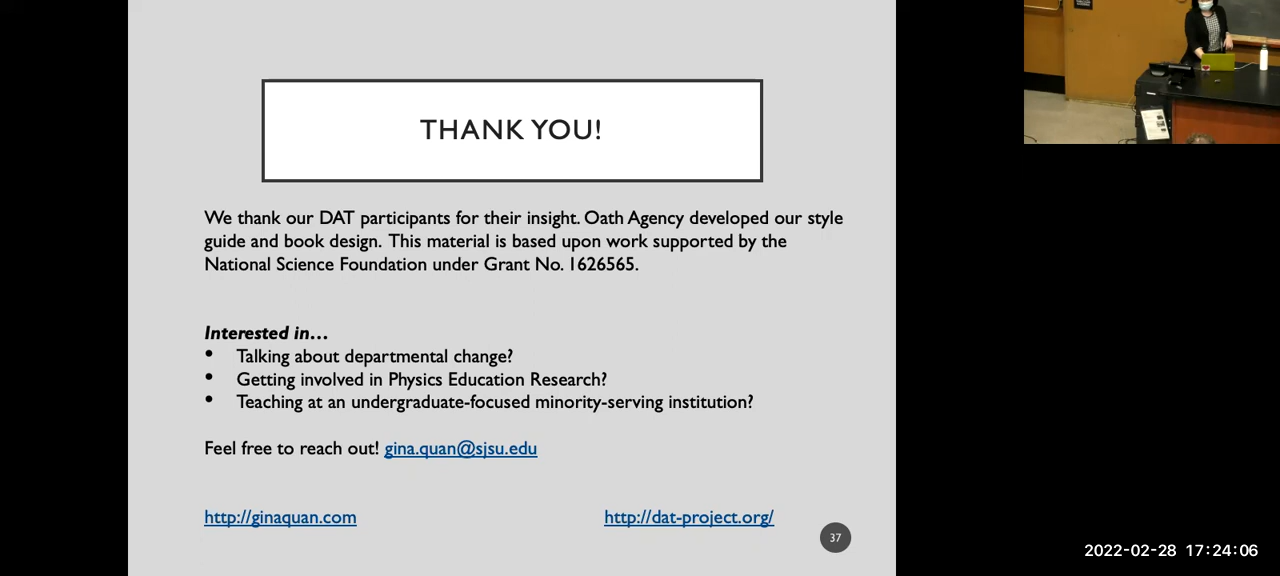 THANK YOU!
We thank our DAT participants for their insight. Oath Agency developed our style
guide and book design. This material is based upon work supported by the
National Science Foundation under Grant No. 1626565.
Interested in…
• Talking about departmental change?
• Getting involved in Physics Education Research?
• Teaching at an undergraduate-focused minority-serving institution?
Feel free to reach out! gina.quan@sjsu.edu
http://ginaquan.com
http://dat-project.org/
37
2022-02-28 17:24:06